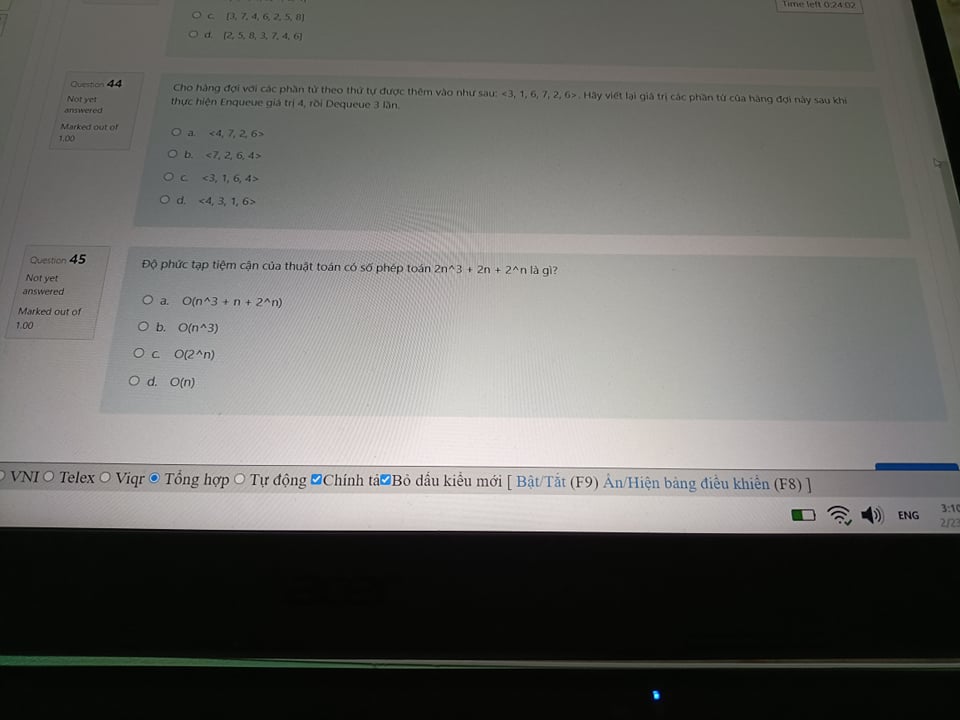 Time left 0:24:02
c. [3, 7, 4, 6, 2, 5, 8]
d. [2, 5, 8, 3, 7, 4, 6]
Question 44
Not yet
answered
Marked out of
1.00
Cho hàng đợi với các phần tử theo thứ tự được thêm vào như sau: <3, 1, 6, 7, 2, 6>. Hãy viết lại giá trị các phần tử của hàng đợi này sau khi
thực hiện Enqueue giá trị 4, rồi Dequeue 3 lần.
a. <4, 7, 2, 6>
b. <7, 2, 6, 4>
c. <3, 1, 6, 4>
d. <4, 3, 1, 6>
Question 45
Not yet
answered
Marked out of
1.00
Độ phức tạp tiệm cận của thuật toán có số phép toán 2n^3 + 2n + 2^n là gì?
a. O(n^3 + n + 2^n)
b. O(n^3)
c. O(2^n)
d. O(n)
VNI Telex Viqr Tổng hợp Tự động Chính tả Bỏ dấu kiểu mới [ Bật/Tắt (F9) Ẩn/Hiện bảng điều khiển (F8) ]
ENG
3:10
2/23
acer